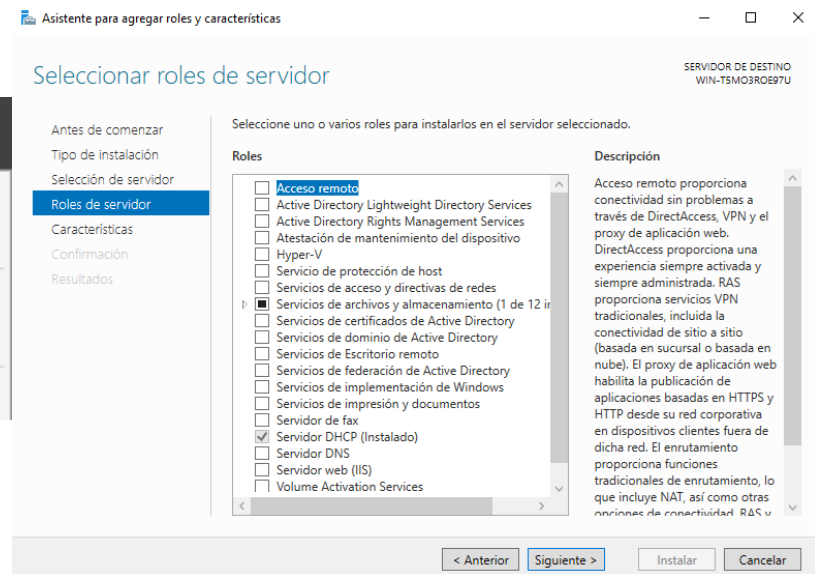 Asistente para agregar roles y características
Seleccionar roles de servidor
SERVIDOR DE DESTINO
WIN-T5MO3ROE97U
Antes de comenzar
Tipo de instalación
Selección de servidor
Roles de servidor
Características
Confirmación
Resultados
Seleccione uno o varios roles para instalarlos en el servidor seleccionado.
Roles
Acceso remoto
Active Directory Lightweight Directory Services
Active Directory Rights Management Services
Atestación de mantenimiento del dispositivo
Hyper-V
Servicio de protección de host
Servicios de acceso y directivas de redes
Servicios de archivos y almacenamiento (1 de 12 in
Servicios de certificados de Active Directory
Servicios de dominio de Active Directory
Servicios de Escritorio remoto
Servicios de federación de Active Directory
Servicios de implementación de Windows
Servicios de impresión y documentos
Servidor de fax
Servidor DHCP (Instalado)
Servidor DNS
Servidor web (IIS)
Volume Activation Services
Descripción
Acceso remoto proporciona
conectividad sin problemas a
través de DirectAccess, VPN y el
proxy de aplicación web.
DirectAccess proporciona una
experiencia siempre activada y
siempre administrada. RAS
proporciona servicios VPN
tradicionales, incluida la
conectividad de sitio a sitio
(basada en sucursal o basada en
nube). El proxy de aplicación web
habilita la publicación de
aplicaciones basadas en HTTPS y
HTTP desde su red corporativa
en dispositivos clientes fuera de
dicha red. El enrutamiento
proporciona funciones
tradicionales de enrutamiento, lo
que incluye NAT, así como otras
opciones de conectividad. RAS y
< Anterior
Siguiente >
Instalar
Cancelar